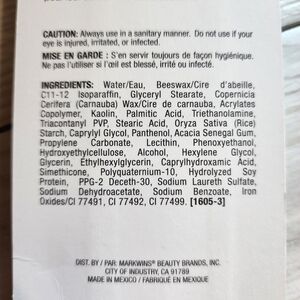 CAUTION: Always use in a sanitary manner. Do not use if your
eye is injured, irritated, or infected.
MISE EN GARDE : S'en servir toujours de façon hygiénique.
Ne pas l'utiliser si l'œil est blessé, irrité ou infecté.
INGREDIENTS: Water/Eau, Beeswax/Cire d'abeille,
C11-12 Isoparaffin, Glyceryl Stearate, Copernicia
Cerifera (Carnauba) Wax/Cire de carnauba, Acrylates
Copolymer, Kaolin, Palmitic Acid, Triethanolamine,
Triacontanyl PVP, Stearic Acid, Oryza Sativa (Rice)
Starch, Caprylyl Glycol, Panthenol, Acacia Senegal Gum,
Propylene Carbonate, Lecithin, Phenoxyethanol,
Hydroxyethylcellulose, Alcohol, Hexylene Glycol,
Glycerin, Ethylhexylglycerin, Caprylhydroxamic Acid,
Simethicone, Polyquaternium-10, Hydrolyzed Soy
Protein, PPG-2 Deceth-30, Sodium Laureth Sulfate,
Sodium Dehydroacetate, Sodium Benzoate, Iron
Oxides/CI 77491, CI 77492, CI 77499. [1605-3]
DIST. BY / PAR: MARKWINS® BEAUTY BRANDS, INC.
CITY OF INDUSTRY, CA 91789
MADE IN MEXICO / FABRIQUÉ EN MEXIQUE